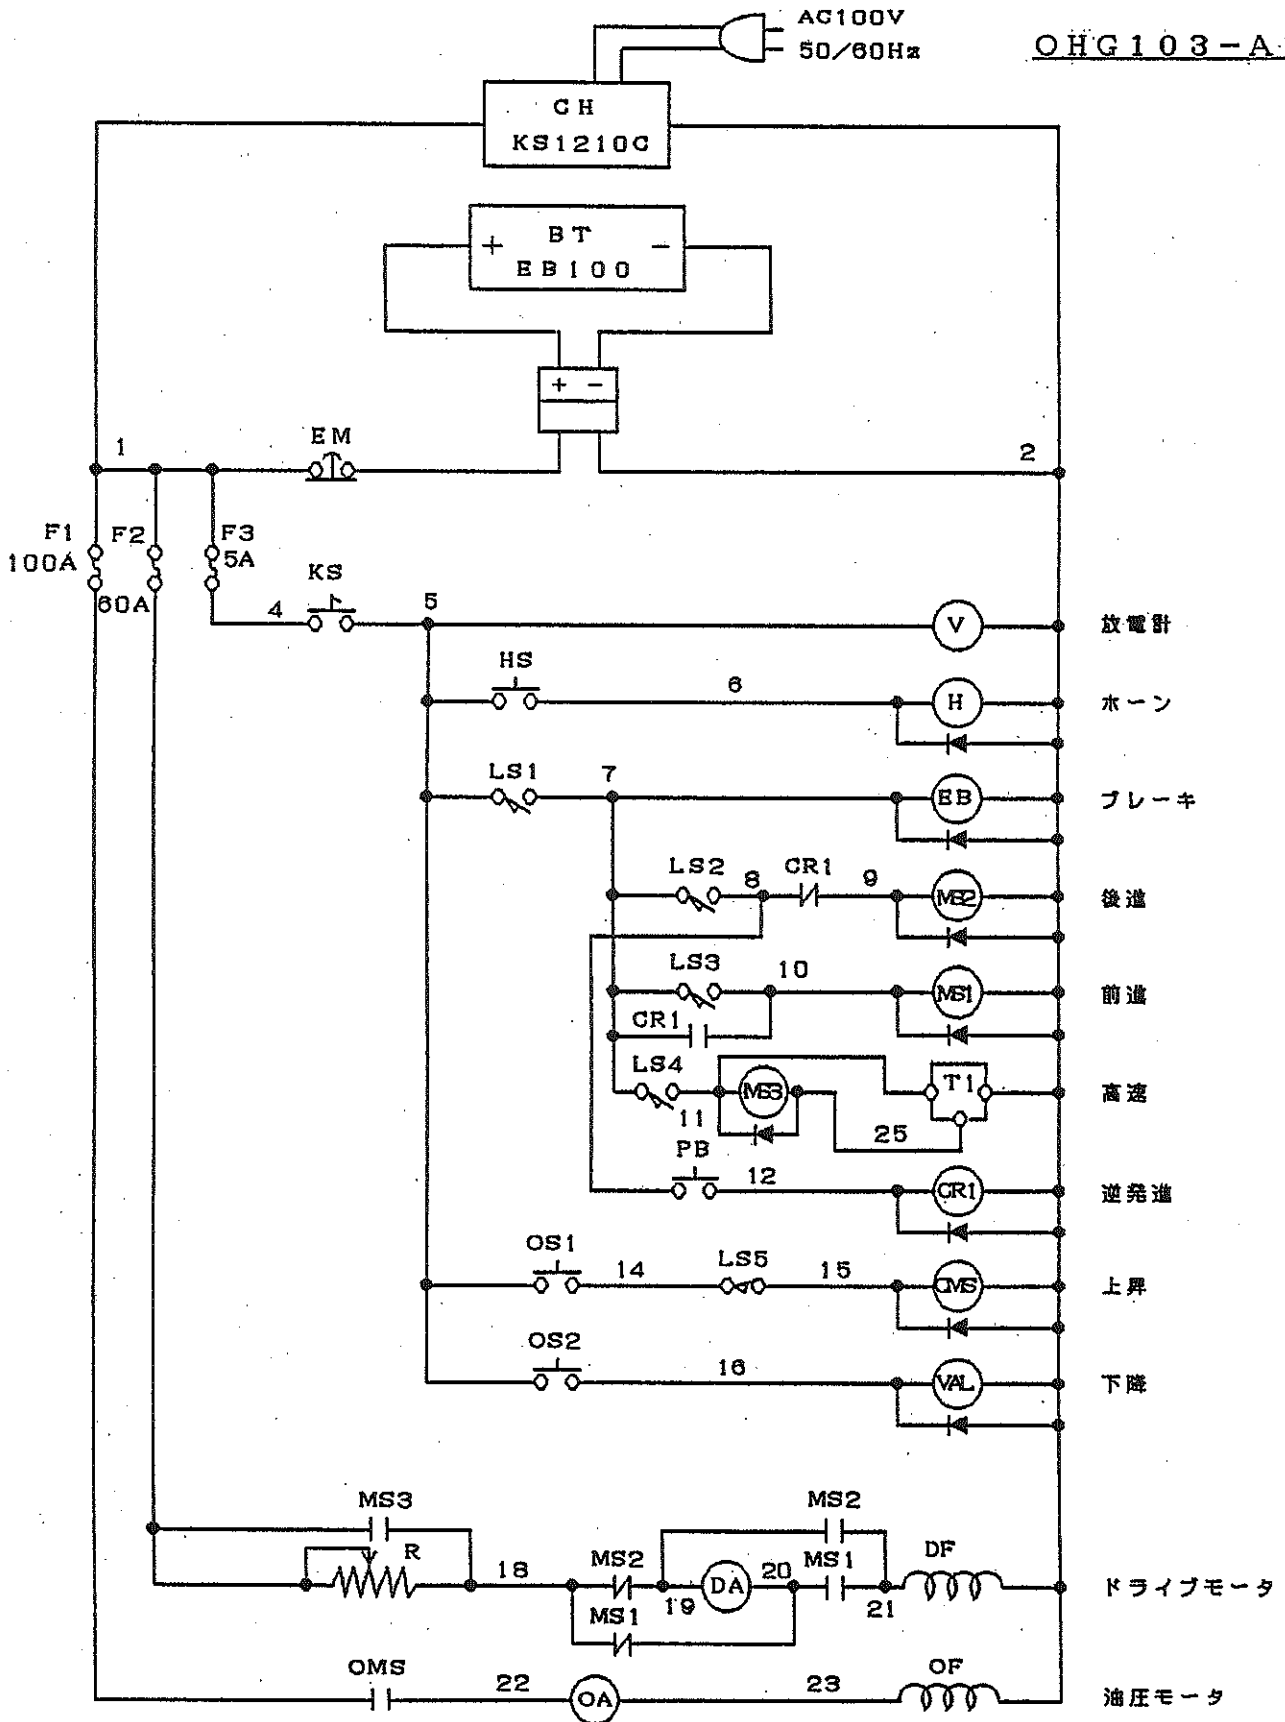 AC100V
50/60Hz
OHG103-A
CH
KS1210C
BT
+ −
EB100
+ −
1
EM
2
F1
100A
F2
60A
F3
5A
KS
4
5
V
放電計
HS
6
H
ホーン
LS1
7
EB
ブレーキ
LS2
8
CR1
9
MS2
後進
LS3
10
MS1
前進
CR1
LS4
11
MS3
T1
高速
25
PB
12
CR1
逆発進
OS1
14
LS5
15
OMS
上昇
OS2
16
VAL
下降
MS3
MS2
R
18
MS2
19
DA
20
MS1
21
DF
ドライブモータ
MS1
OMS
22
OA
23
OF
油圧モータ